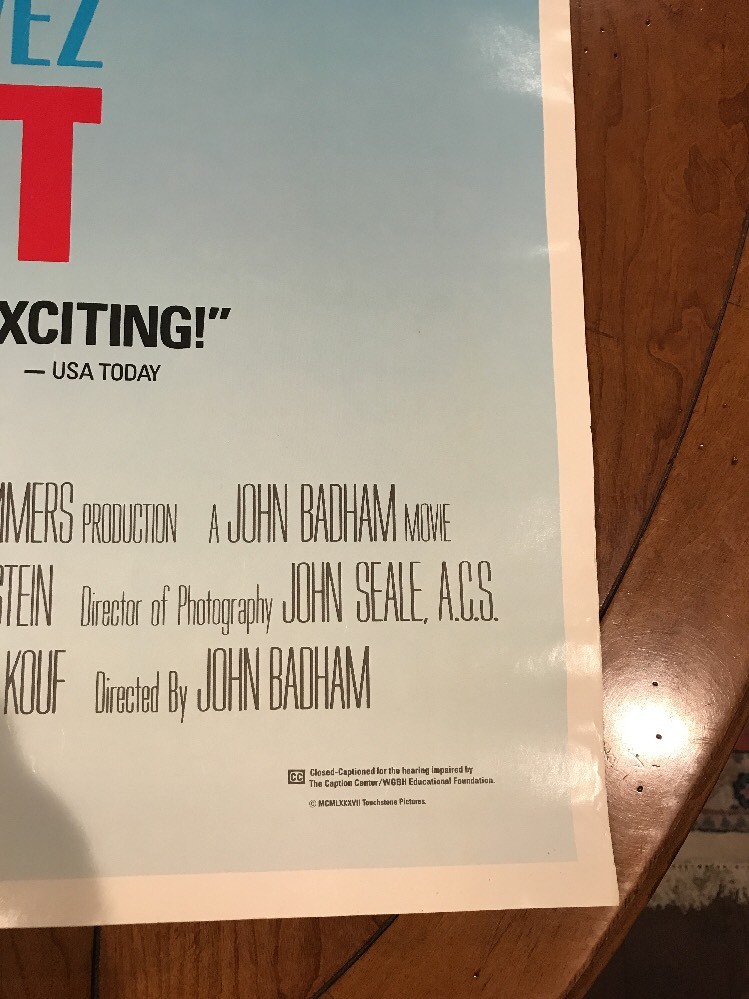 EZ
T
XCITING!”
— USA TODAY
MMERS PRODUCTION A JOHN BADHAM MOVIE
STEIN Director of Photography JOHN SEALE, A.C.S.
KOUF Directed By JOHN BADHAM
CC Closed-Captioned for the hearing impaired by
The Caption Center/WGBH Educational Foundation.
© MCMLXXXVII Touchstone Pictures.